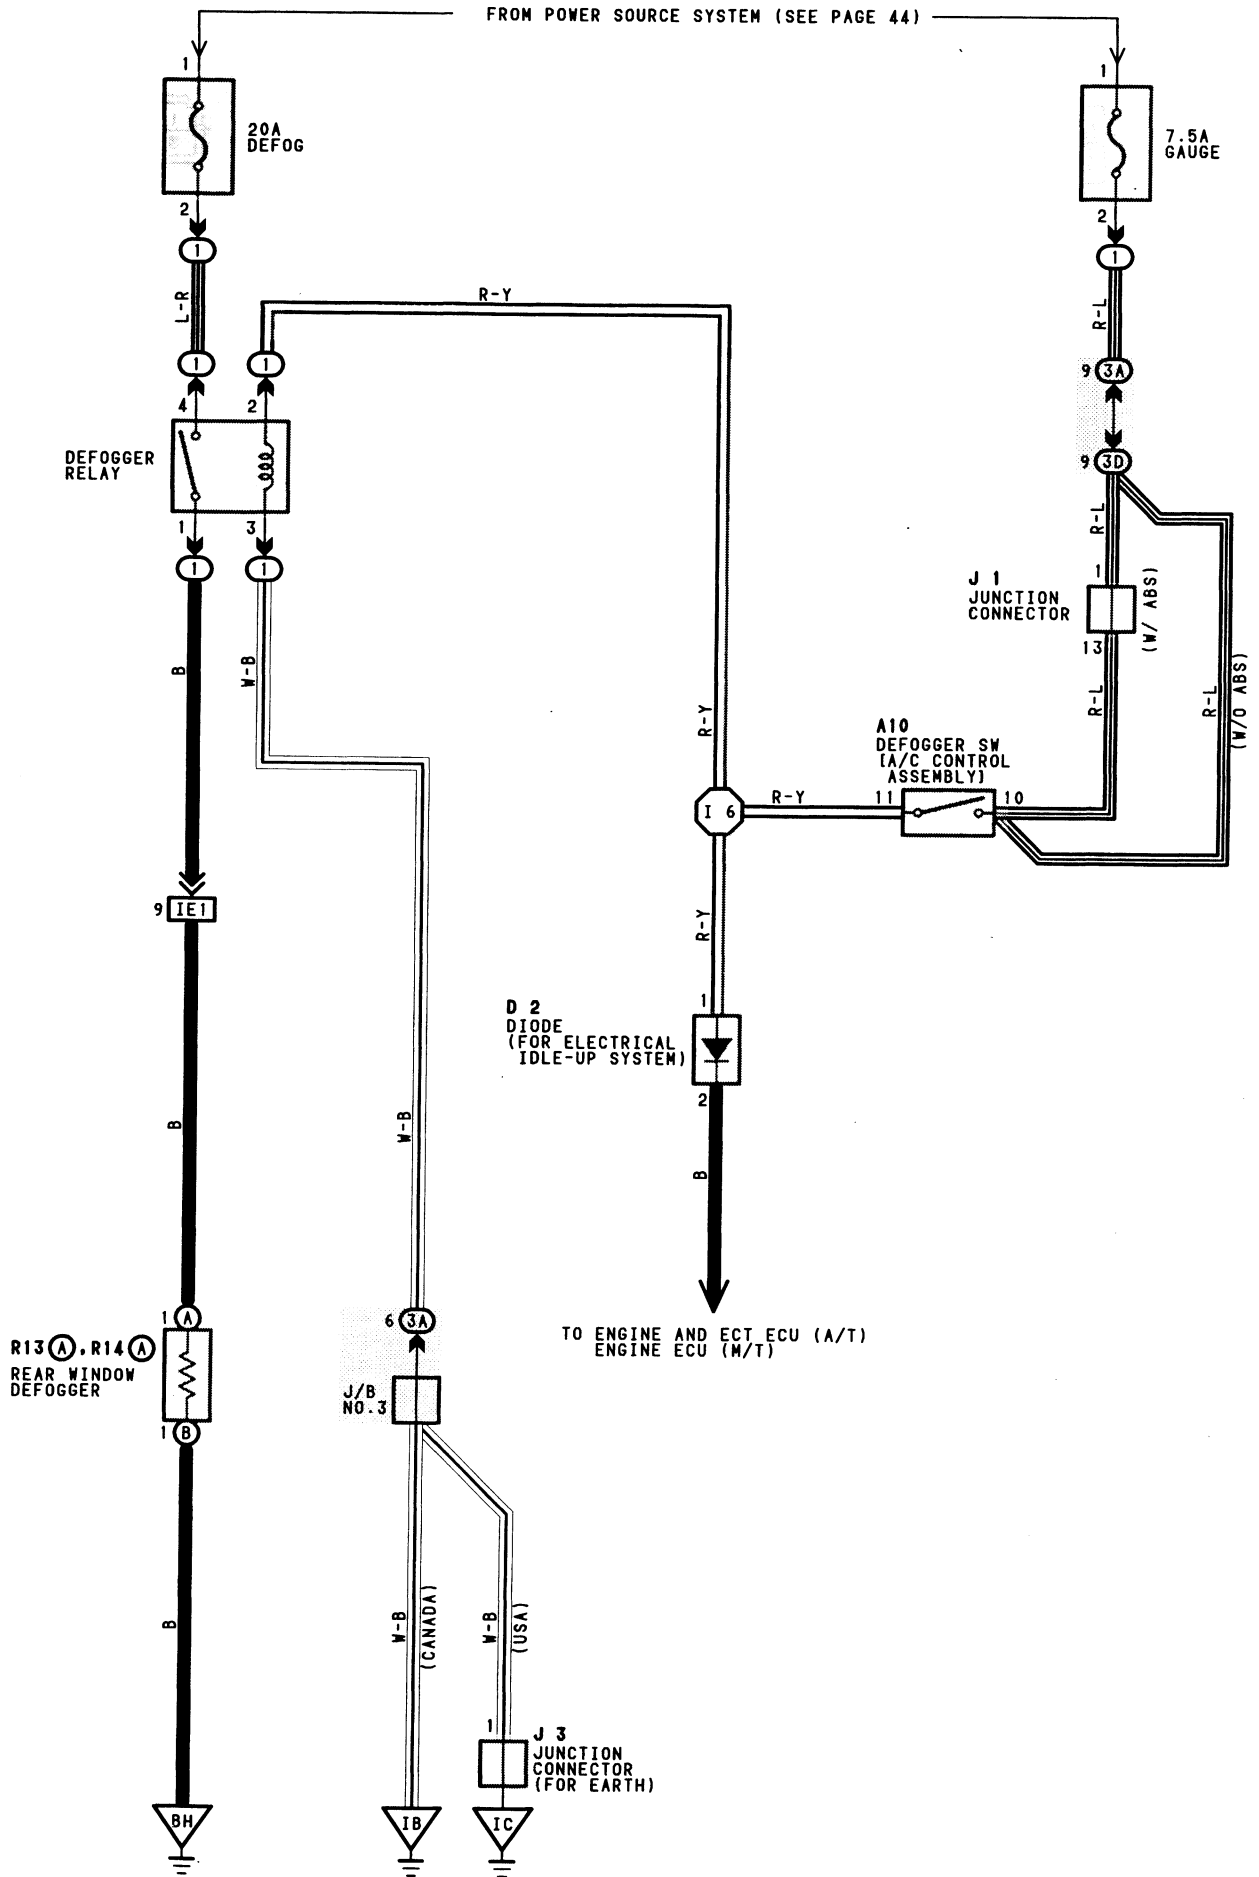 FROM POWER SOURCE SYSTEM (SEE PAGE 44)
1
1
20A
DEFOG
7.5A
GAUGE
2
2
1
1
L-R
R-Y
R-L
1
1
9 3A
4
2
DEFOGGER
RELAY
9 3D
1
3
R-L
1
1
J 1
JUNCTION
CONNECTOR
1
(W/ ABS)
13
B
W-B
R-Y
R-L
R-L
(W/O ABS)
A10
DEFOGGER SW
[A/C CONTROL
ASSEMBLY]
I 6
R-Y
11
10
9 IE1
R-Y
D 2
DIODE
(FOR ELECTRICAL
IDLE-UP SYSTEM)
1
2
B
W-B
B
TO ENGINE AND ECT ECU (A/T)
ENGINE ECU (M/T)
1 A
6 3A
R13 A, R14 A
REAR WINDOW
DEFOGGER
J/B
NO.3
1 B
B
W-B
(CANADA)
W-B
(USA)
1
J 3
JUNCTION
CONNECTOR
(FOR EARTH)
BH
IB
IC